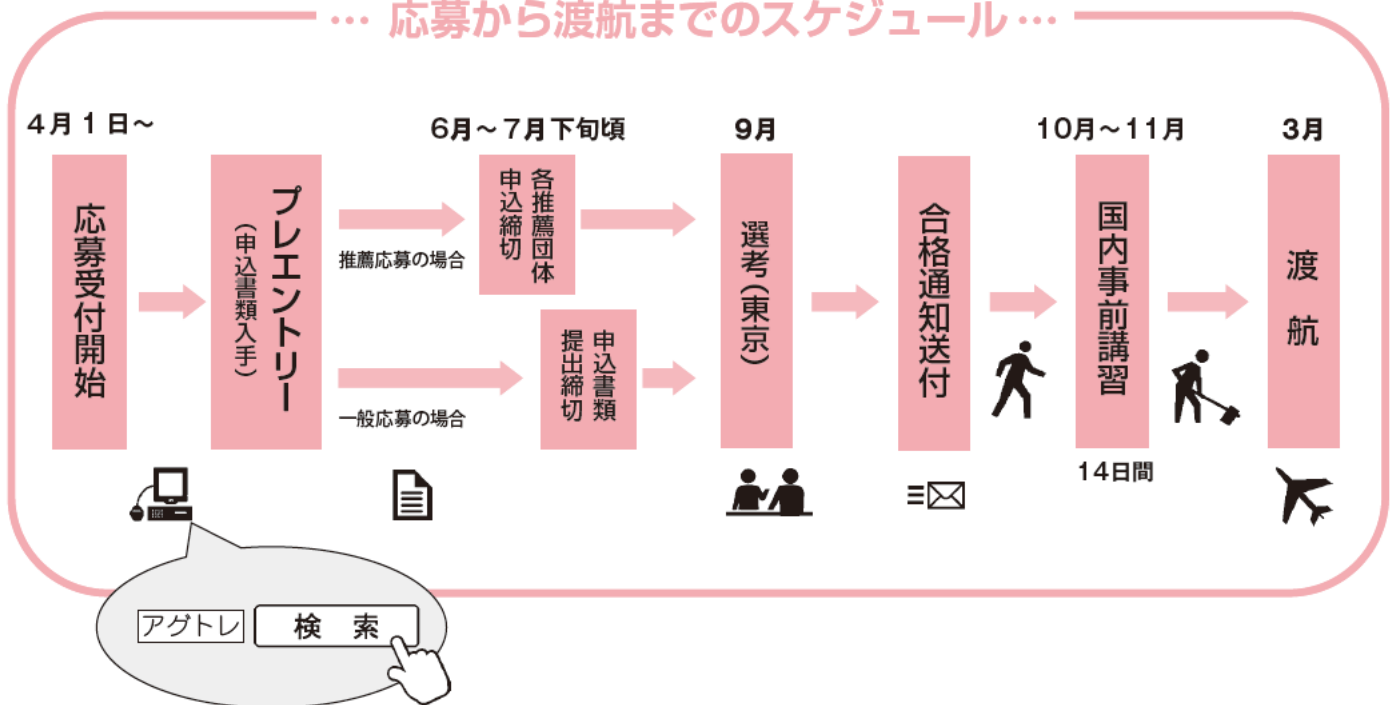 … 応募から渡航までのスケジュール …
4月1日～
応募受付開始
プレエントリー
（申込書類入手）
推薦応募の場合
一般応募の場合
6月～7月下旬頃
各推薦団体
申込締切
申込書類
提出締切
9月
選考（東京）
合格通知送付
10月～11月
国内事前講習
14日間
3月
渡航
アグトレ
検 索